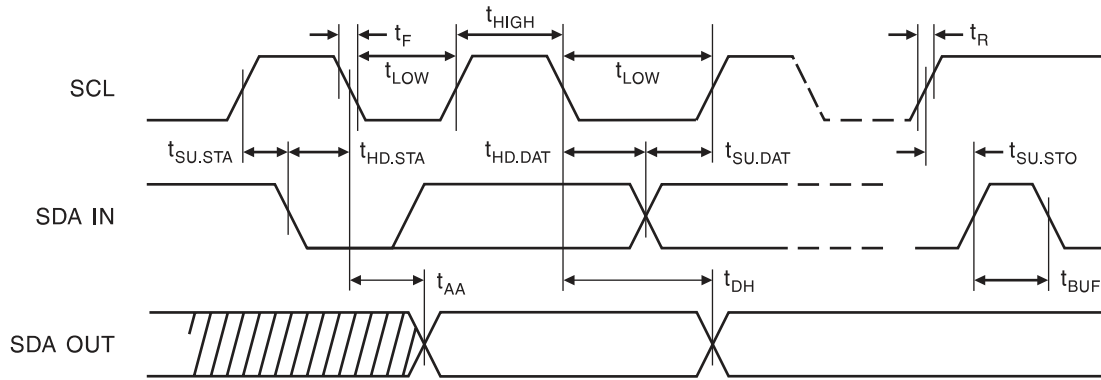 tHIGH
tF
tR
tLOW
tLOW
SCL
tSU.STA
tHD.STA
tHD.DAT
tSU.DAT
tSU.STO
SDA IN
tAA
tDH
tBUF
SDA OUT